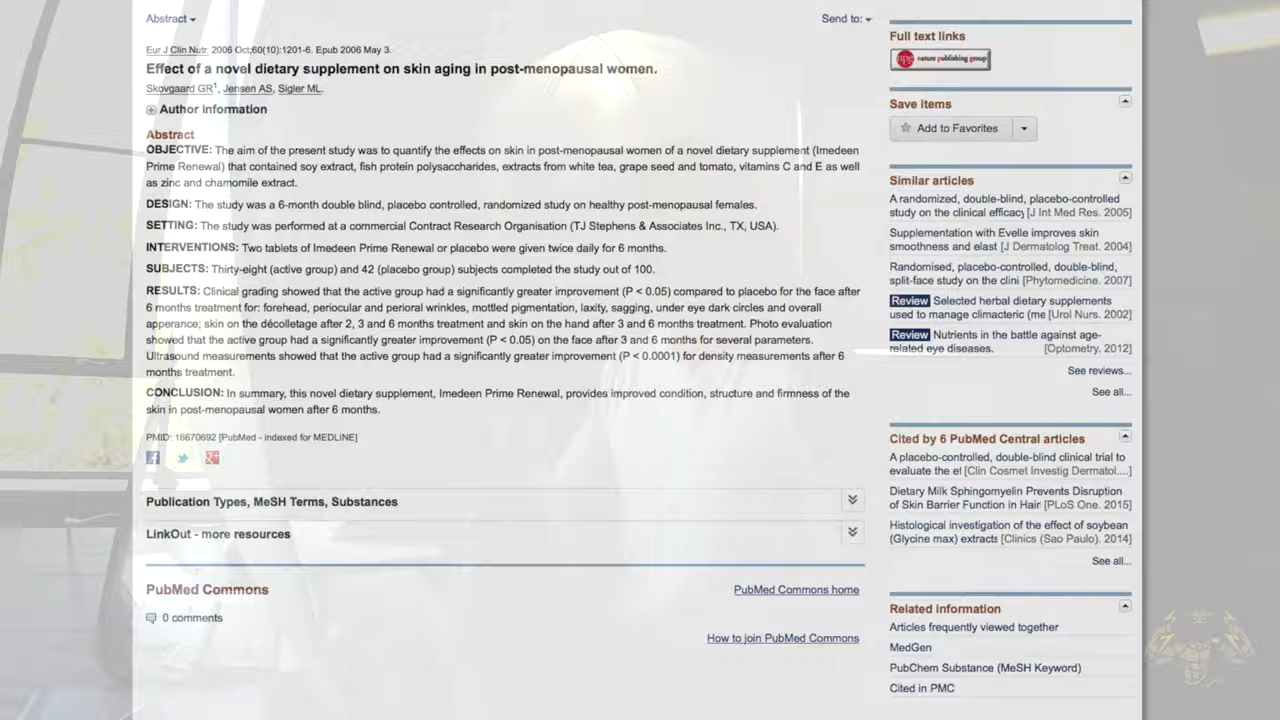 Abstract
Send to:
Eur J Clin Nutr. 2006 Oct;60(10):1201-6. Epub 2006 May 3.
Effect of a novel dietary supplement on skin aging in post-menopausal women.
Skovgaard GR1, Jensen AS, Sigler ML.
Author information
Abstract
OBJECTIVE: The aim of the present study was to quantify the effects on skin in post-menopausal women of a novel dietary supplement (Imedeen
Prime Renewal) that contained soy extract, fish protein polysaccharides, extracts from white tea, grape seed and tomato, vitamins C and E as well
as zinc and chamomile extract.
DESIGN: The study was a 6-month double blind, placebo controlled, randomized study on healthy post-menopausal females.
SETTING: The study was performed at a commercial Contract Research Organisation (TJ Stephens & Associates Inc., TX, USA).
INTERVENTIONS: Two tablets of Imedeen Prime Renewal or placebo were given twice daily for 6 months.
SUBJECTS: Thirty-eight (active group) and 42 (placebo group) subjects completed the study out of 100.
RESULTS: Clinical grading showed that the active group had a significantly greater improvement (P < 0.05) compared to placebo for the face after
6 months treatment for: forehead, periocular and perioral wrinkles, mottled pigmentation, laxity, sagging, under eye dark circles and overall
apperance; skin on the décolletage after 2, 3 and 6 months treatment and skin on the hand after 3 and 6 months treatment. Photo evaluation
showed that the active group had a significantly greater improvement (P < 0.05) on the face after 3 and 6 months for several parameters.
Ultrasound measurements showed that the active group had a significantly greater improvement (P < 0.0001) for density measurements after 6
months treatment.
CONCLUSION: In summary, this novel dietary supplement, Imedeen Prime Renewal, provides improved condition, structure and firmness of the
skin in post-menopausal women after 6 months.
PMID: 16670692 [PubMed - indexed for MEDLINE]
Publication Types, MeSH Terms, Substances
LinkOut - more resources
PubMed Commons
PubMed Commons home
0 comments
How to join PubMed Commons
Full text links
npg nature publishing group
Save items
Add to Favorites
Similar articles
A randomized, double-blind, placebo-controlled
study on the clinical efficacy [J Int Med Res. 2005]
Supplementation with Evelle improves skin
smoothness and elast [J Dermatolog Treat. 2004]
Randomised, placebo-controlled, double-blind,
split-face study on the clini [Phytomedicine. 2007]
Review Selected herbal dietary supplements
used to manage climacteric (me [Urol Nurs. 2002]
Review Nutrients in the battle against age-
related eye diseases. [Optometry. 2012]
See reviews...
See all...
Cited by 6 PubMed Central articles
A placebo-controlled, double-blind clinical trial to
evaluate the ef [Clin Cosmet Investig Dermatol....]
Dietary Milk Sphingomyelin Prevents Disruption
of Skin Barrier Function in Hair [PLoS One. 2015]
Histological investigation of the effect of soybean
(Glycine max) extracts [Clinics (Sao Paulo). 2014]
See all...
Related information
Articles frequently viewed together
MedGen
PubChem Substance (MeSH Keyword)
Cited in PMC